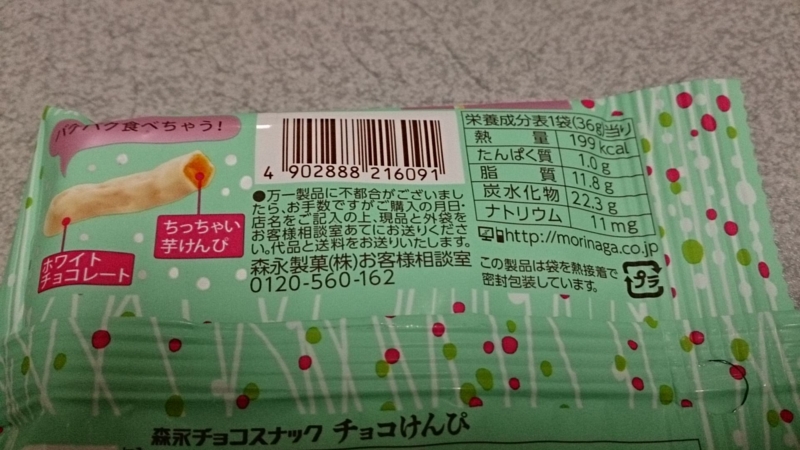 パクパク食べちゃう!
ちっちゃい
芋けんぴ
ホワイト
チョコレート
4 902888 216091
●万一製品に不都合がございまし
たら、お手数ですがご購入の月日・
店名をご記入の上、現品と外袋を
お客様相談室あてにお送りくださ
い。代品と送料をお送りいたします。
森永製菓(株)お客様相談室
0120-560-162
栄養成分表1袋(36g)当り
熱量 199kcal
たんぱく質 1.0g
脂質 11.8g
炭水化物 22.3g
ナトリウム 11mg
http://morinaga.co.jp
この製品は袋を熱接着で
密封包装しています。
プラ
森永チョコスナック チョコけんぴ